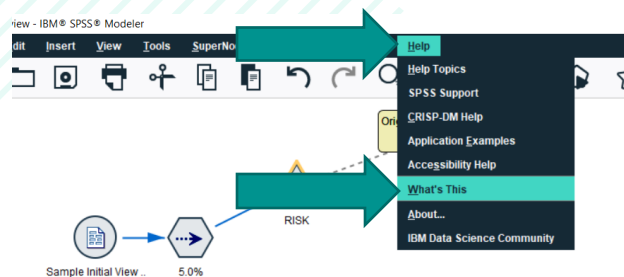 view - IBM® SPSS® Modeler
dit Insert View Tools SuperNo Help
Help Topics
SPSS Support
CRISP-DM Help
Application Examples
Accessibility Help
What's This
About...
IBM Data Science Community
Orig
RISK
Sample Initial View ..
5.0%